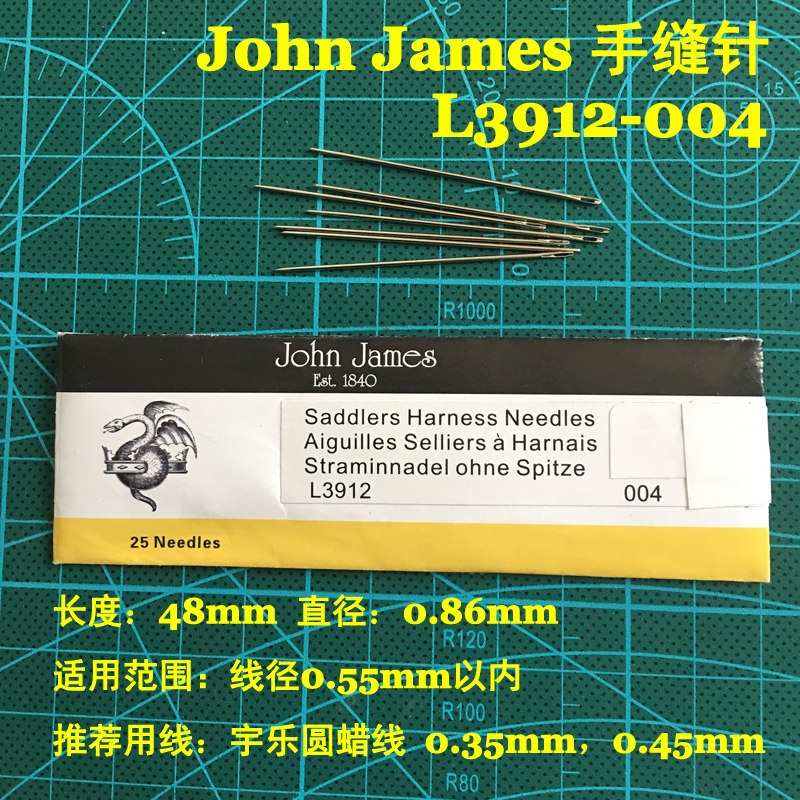 John James 手缝针
L3912-004
15
20
10
R1000
John James
Est. 1840
Saddlers Harness Needles
Aiguilles Selliers à Harnais
Straminnadel ohne Spitze
L3912 004
25 Needles
长度：48mm 直径：0.86mm
R120
适用范围：线径0.55mm以内
R100
推荐用线：宇乐圆蜡线 0.35mm，0.45mm
R80